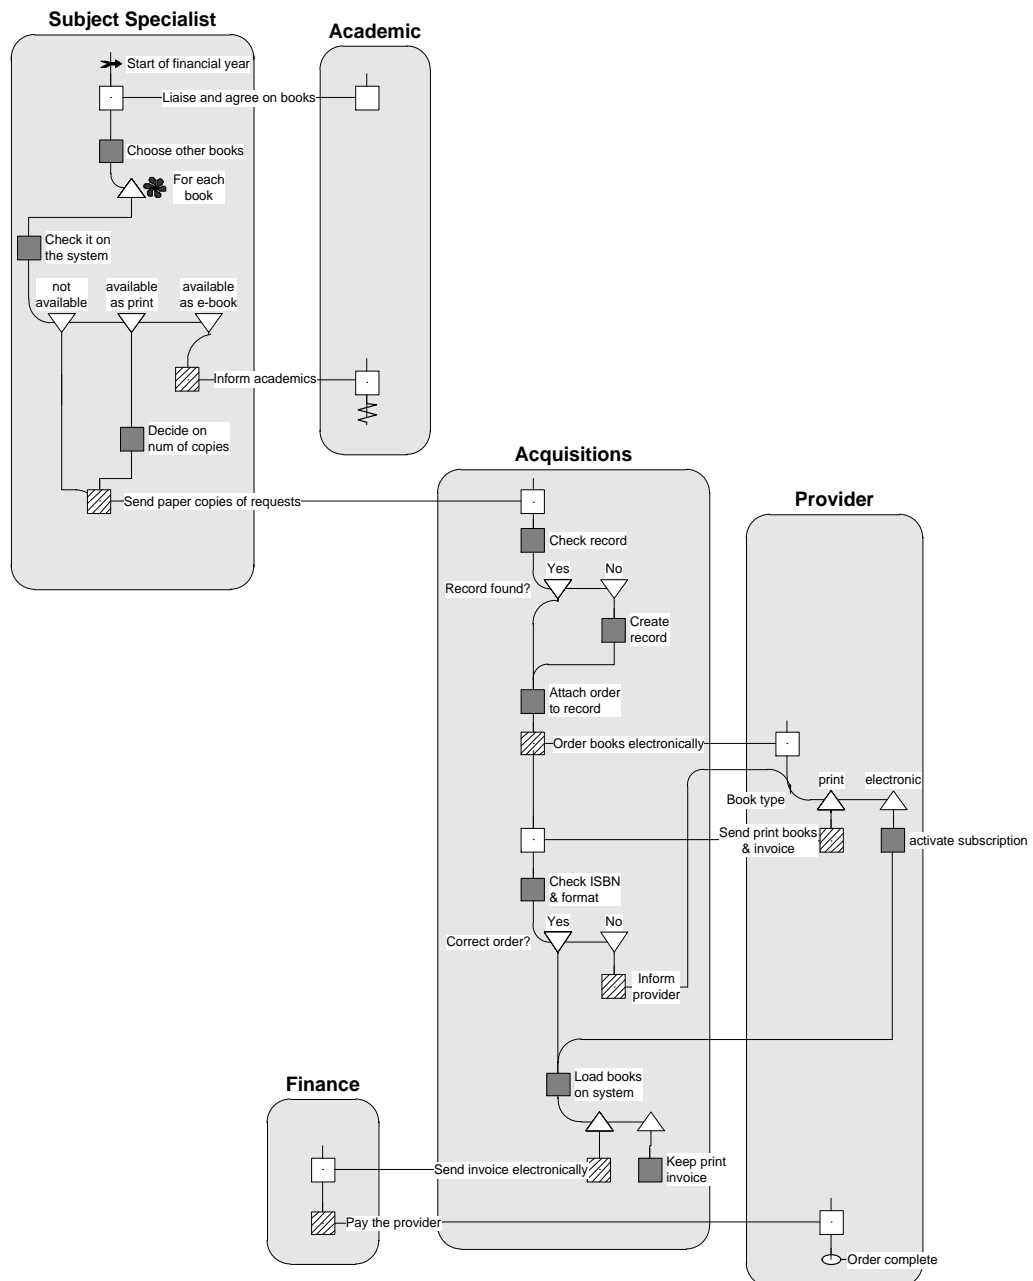 Subject Specialist
Academic
Start of financial year
Liaise and agree on books
Choose other books
For each
book
Check it on
the system
not
available
available
as print
available
as e-book
Inform academics
Decide on
num of copies
Send paper copies of requests
Acquisitions
Provider
Check record
Record found?
Yes
No
Create
record
Attach order
to record
Order books electronically
Book type
print
electronic
Send print books
& invoice
activate subscription
Check ISBN
& format
Correct order?
Yes
No
Inform
provider
Load books
on system
Finance
Send invoice electronically
Keep print
invoice
Pay the provider
Order complete